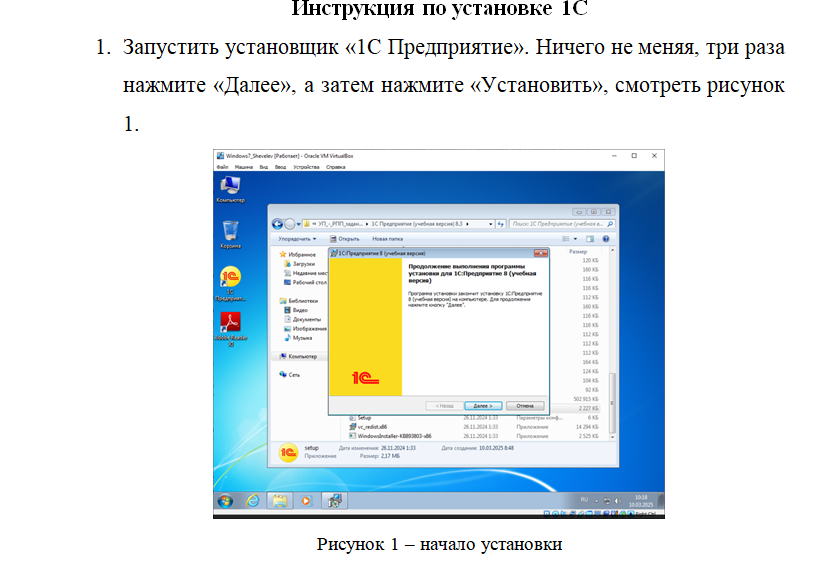 Инструкция по установке 1С
1. Запустить установщик «1С Предприятие». Ничего не меняя, три раза
нажмите «Далее», а затем нажмите «Установить», смотреть рисунок
1.
Windows7_Shevelev [Работает] - Oracle VM VirtualBox
Файл Машина Вид Ввод Устройства Справка
Компьютер
Корзина
1С
Предприят...
Adobe Reader
XI
1С Предприятие (учебная версия) 8.3
Поиск: 1С Предприятие (учебная в...
Упорядочить Открыть Новая папка
Избранное
Загрузки
Недавние мес
Рабочий стол
Библиотеки
Видео
Документы
Изображения
Музыка
Компьютер
Сеть
1С:Предприятие 8 (учебная версия)
Продолжение выполнения программы
установки для 1С:Предприятие 8 (учебная
версия)
Программа установки закончит установку 1С:Предприятие
8 (учебная версия) на компьютере. Для продолжения
нажмите кнопку "Далее".
1С
< Назад Далее > Отмена
Размер
120 КБ
160 КБ
116 КБ
116 КБ
112 КБ
160 КБ
116 КБ
116 КБ
112 КБ
112 КБ
112 КБ
164 КБ
124 КБ
104 КБ
92 КБ
502 915 КБ
2 227 КБ
Setup 26.11.2024 1:33 Параметры конф... 6 КБ
vc_redist.x86 26.11.2024 1:33 Приложение 14 294 КБ
WindowsInstaller-KB893803-x86 26.11.2024 1:33 Приложение 2 525 КБ
setup Дата изменения: 26.11.2024 1:33 Дата создания: 10.03.2025 8:48
Приложение Размер: 2,17 МБ
RU
10:18
10.03.2025
Right Ctrl
Рисунок 1 – начало установки